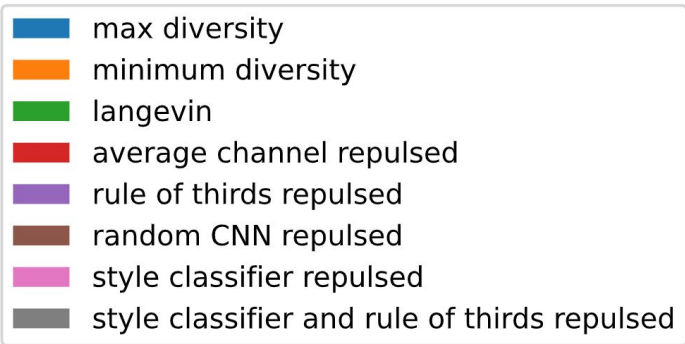 max diversity
minimum diversity
langevin
average channel repulsed
rule of thirds repulsed
random CNN repulsed
style classifier repulsed
style classifier and rule of thirds repulsed